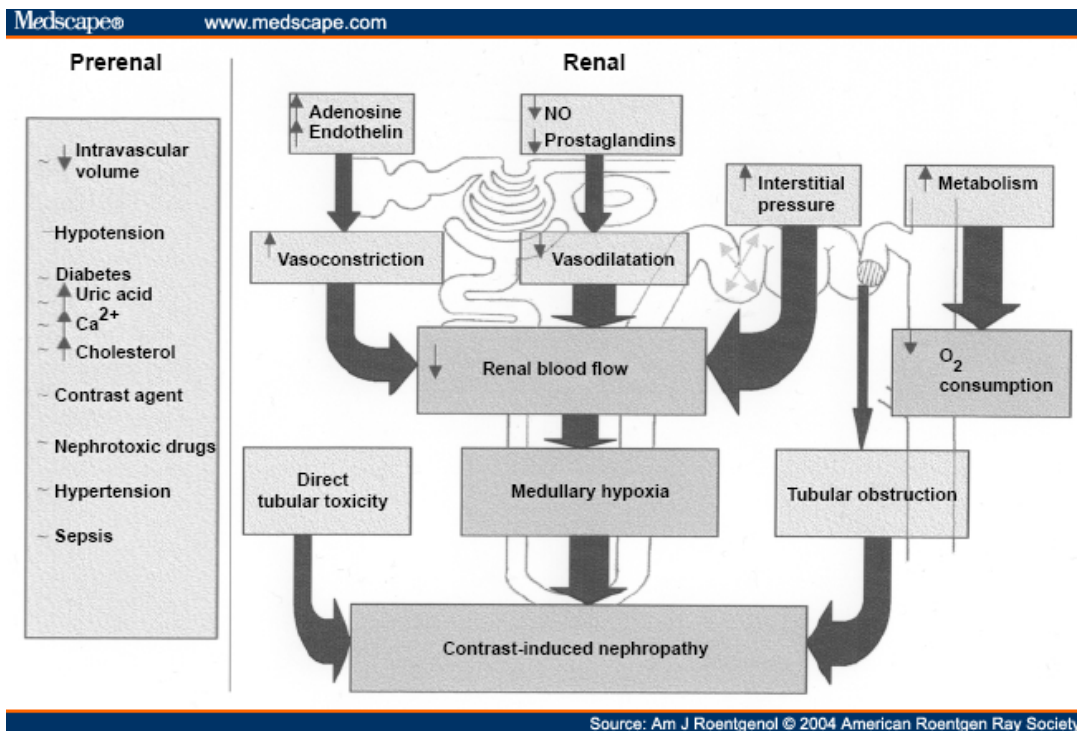 Medscape® www.medscape.com
Prerenal
↓ Intravascular
volume
Hypotension
Diabetes
↑ Uric acid
↑ Ca2+
↑ Cholesterol
Contrast agent
Nephrotoxic drugs
Hypertension
Sepsis
Renal
↑ Adenosine
↑ Endothelin
↓ NO
↓ Prostaglandins
↑ Interstitial
pressure
↑ Metabolism
↑ Vasoconstriction
↓ Vasodilatation
↓ Renal blood flow
↓ O2
consumption
Direct
tubular toxicity
Medullary hypoxia
Tubular obstruction
Contrast-induced nephropathy
Source: Am J Roentgenol © 2004 American Roentgen Ray Society